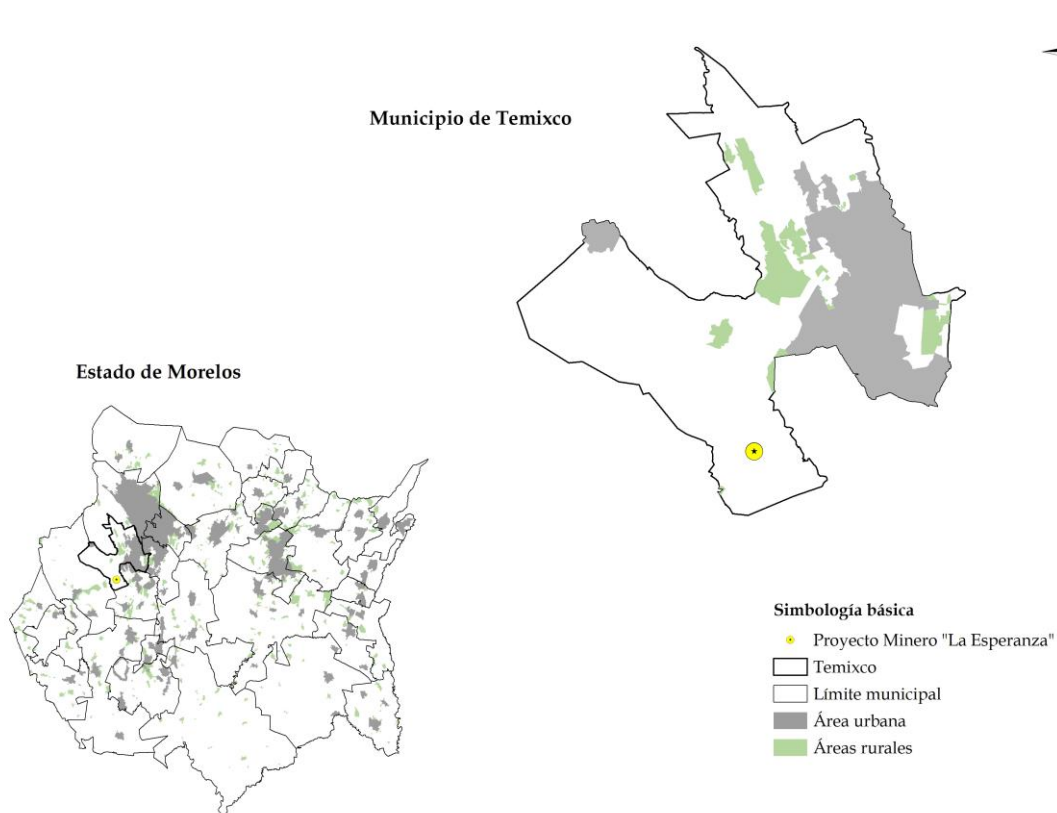 Municipio de Temixco
Estado de Morelos
Simbología básica
Proyecto Minero "La Esperanza"
Temixco
Límite municipal
Área urbana
Áreas rurales